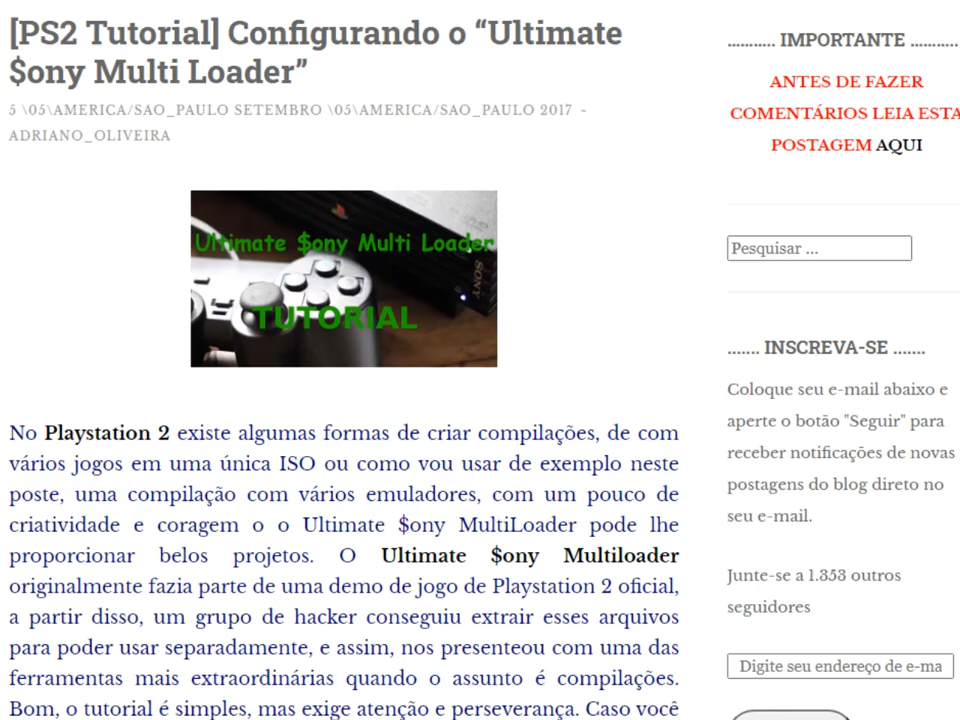 [PS2 Tutorial] Configurando o “Ultimate
$ony Multi Loader”
5 \05\AMERICA/SAO_PAULO SETEMBRO \05\AMERICA/SAO_PAULO 2017 ~
ADRIANO_OLIVEIRA
Ultimate $ony Multi Loader
SONY
TUTORIAL
No Playstation 2 existe algumas formas de criar compilações, de com
vários jogos em uma única ISO ou como vou usar de exemplo neste
poste, uma compilação com vários emuladores, com um pouco de
criatividade e coragem o o Ultimate $ony MultiLoader pode lhe
proporcionar belos projetos. O Ultimate $ony Multiloader
originalmente fazia parte de uma demo de jogo de Playstation 2 oficial,
a partir disso, um grupo de hacker conseguiu extrair esses arquivos
para poder usar separadamente, e assim, nos presenteou com uma das
ferramentas mais extraordinárias quando o assunto é compilações.
Bom, o tutorial é simples, mas exige atenção e perseverança. Caso você
........... IMPORTANTE ...........
ANTES DE FAZER
COMENTÁRIOS LEIA ESTA
POSTAGEM AQUI
Pesquisar ...
....... INSCREVA-SE .......
Coloque seu e-mail abaixo e
aperte o botão "Seguir" para
receber notificações de novas
postagens do blog direto no
seu e-mail.
Junte-se a 1.353 outros
seguidores
Digite seu endereço de e-ma